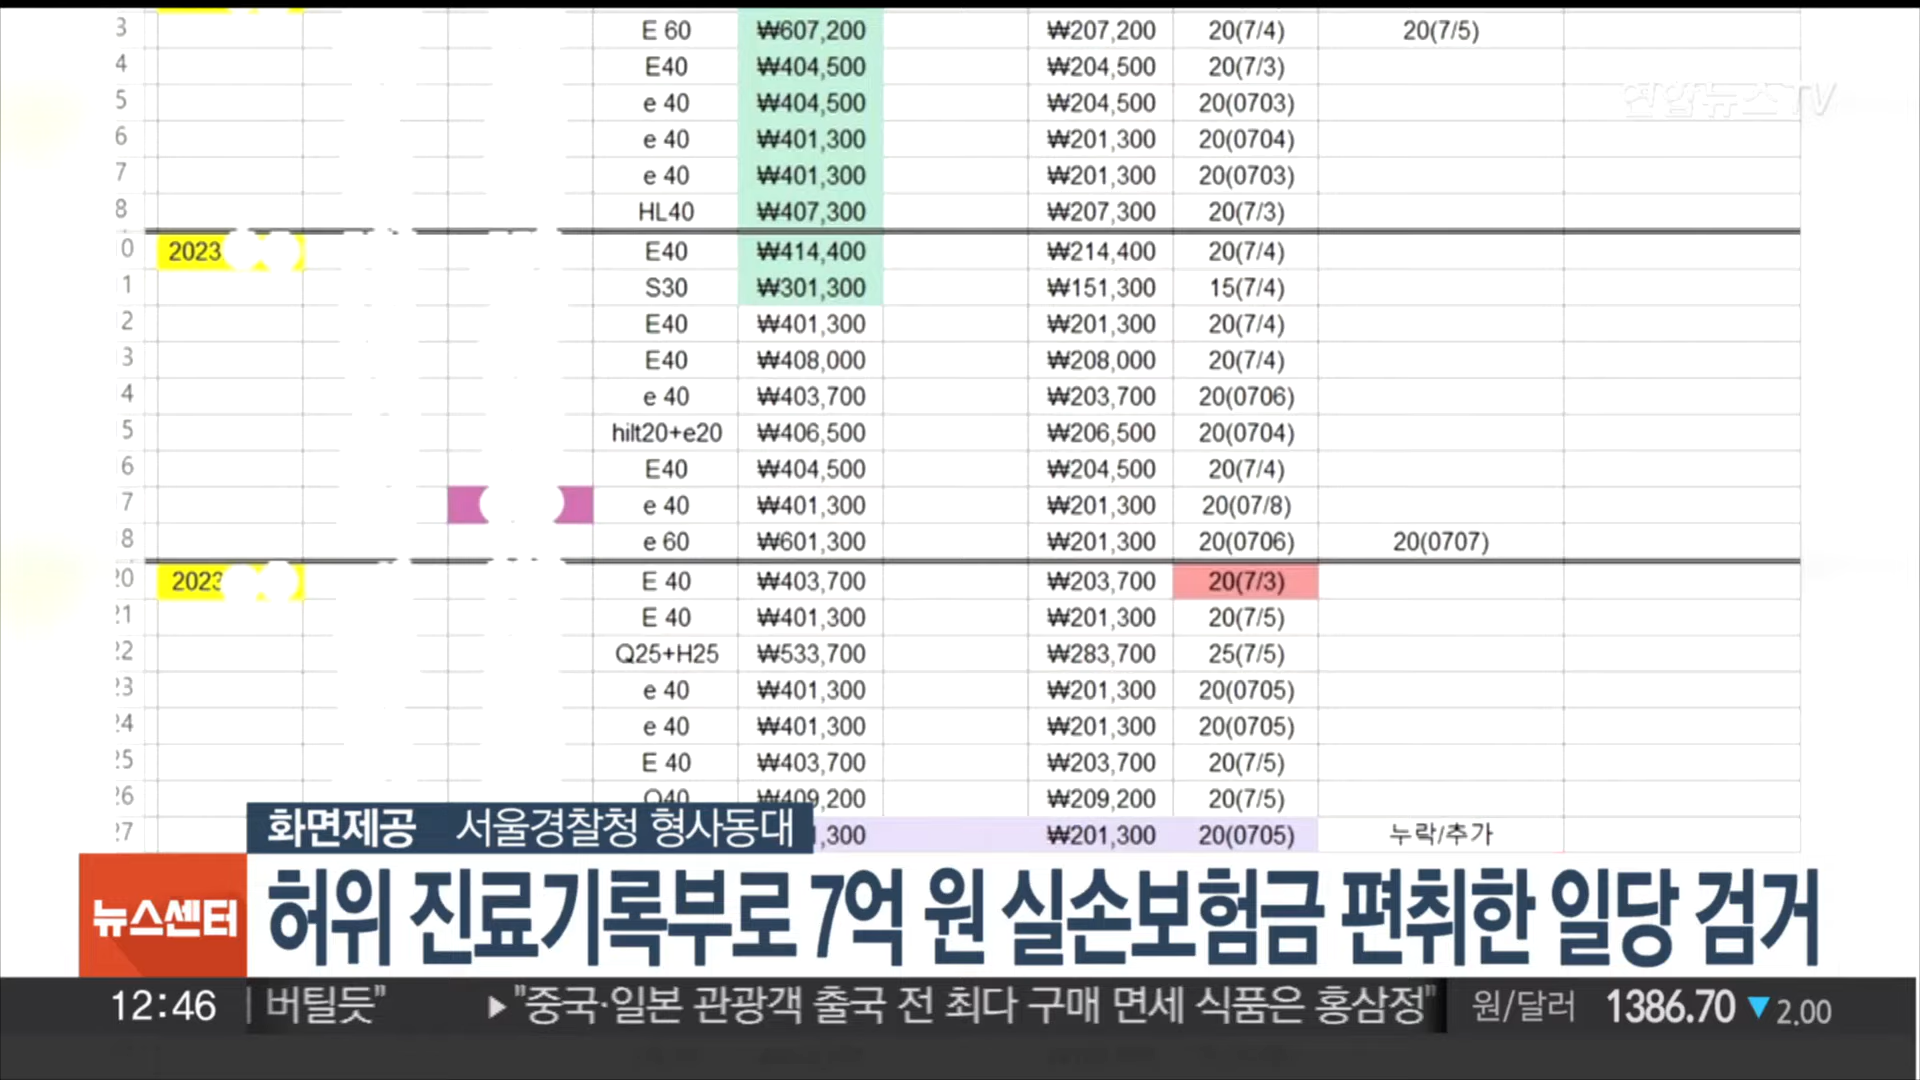 3 E 60 ₩607,200 ₩207,200 20(7/4) 20(7/5)
4 E40 ₩404,500 ₩204,500 20(7/3)
5 e 40 ₩404,500 ₩204,500 20(0703)
6 e 40 ₩401,300 ₩201,300 20(0704)
7 e 40 ₩401,300 ₩201,300 20(0703)
8 HL40 ₩407,300 ₩207,300 20(7/3)
연합뉴스TV
0 2023 E40 ₩414,400 ₩214,400 20(7/4)
1 S30 ₩301,300 ₩151,300 15(7/4)
2 E40 ₩401,300 ₩201,300 20(7/4)
3 E40 ₩408,000 ₩208,000 20(7/4)
4 e 40 ₩403,700 ₩203,700 20(0706)
5 hilt20+e20 ₩406,500 ₩206,500 20(0704)
6 E40 ₩404,500 ₩204,500 20(7/4)
7 e 40 ₩401,300 ₩201,300 20(07/8)
8 e 60 ₩601,300 ₩201,300 20(0706) 20(0707)
20 2023 E 40 ₩403,700 ₩203,700 20(7/3)
21 E 40 ₩401,300 ₩201,300 20(7/5)
22 Q25+H25 ₩533,700 ₩283,700 25(7/5)
23 e 40 ₩401,300 ₩201,300 20(0705)
24 e 40 ₩401,300 ₩201,300 20(0705)
25 E 40 ₩403,700 ₩203,700 20(7/5)
26 Q40 ₩409,200 ₩209,200 20(7/5)
27 ,300 ₩201,300 20(0705) 누락/추가
화면제공 서울경찰청 형사동대
뉴스센터
허위 진료기록부로 7억 원 실손보험금 편취한 일당 검거
12:46 버틸듯" ▶"중국·일본 관광객 출국 전 최다 구매 면세 식품은 홍삼정" 원/달러 1386.70 ▼2.00